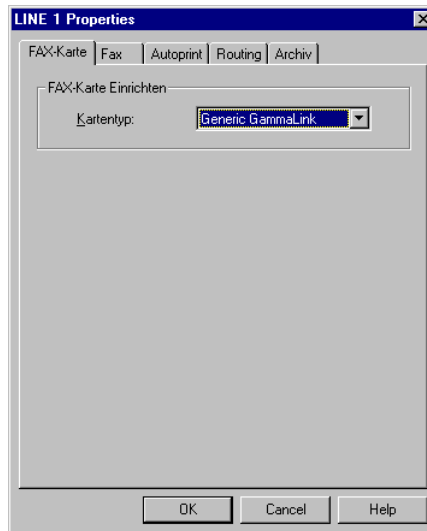 LINE 1 Properties
FAX-Karte Fax Autoprint Routing Archiv
FAX-Karte Einrichten
Kartentyp: Generic GammaLink
OK Cancel Help